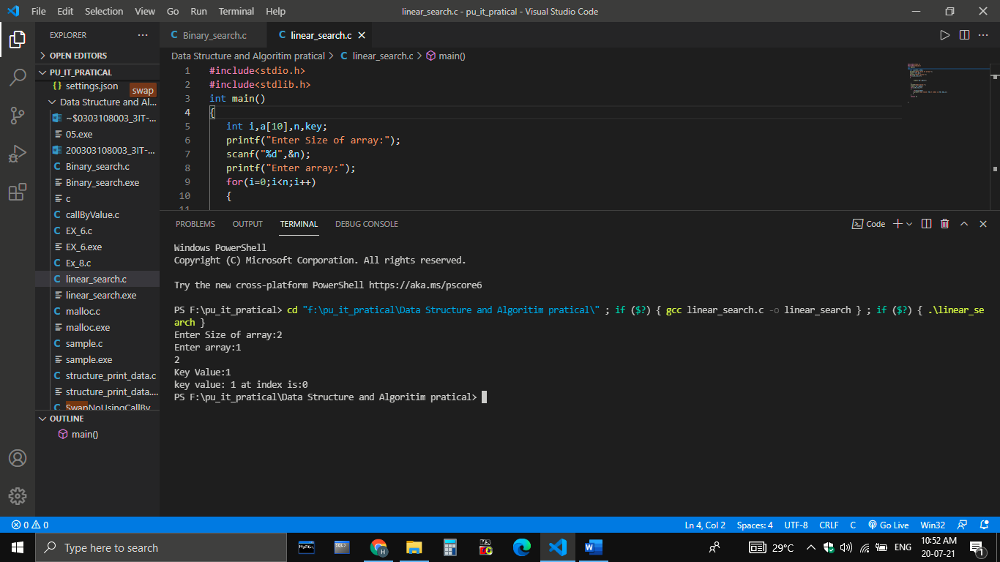 File Edit Selection View Go Run Terminal Help linear_search.c - pu_it_pratical - Visual Studio Code
EXPLORER
OPEN EDITORS
PU_IT_PRATICAL
{} settings.json
swap
Data Structure and Al...
~$0303108003_3IT-...
05.exe
200303108003_3IT-...
C Binary_search.c
Binary_search.exe
c
C callByValue.c
C EX_6.c
EX_6.exe
C Ex_8.c
C linear_search.c
linear_search.exe
C malloc.c
malloc.exe
C sample.c
sample.exe
C structure_print_data.c
structure_print_data....
C SwapNoUsingCallBy
OUTLINE
main()
C Binary_search.c C linear_search.c
Data Structure and Algoritim pratical > C linear_search.c > main()
1 #include<stdio.h>
2 #include<stdlib.h>
3 int main()
4 {
5 int i,a[10],n,key;
6 printf("Enter Size of array:");
7 scanf("%d",&n);
8 printf("Enter array:");
9 for(i=0;i<n;i++)
10 {
11
PROBLEMS OUTPUT TERMINAL DEBUG CONSOLE Code
Windows PowerShell
Copyright (C) Microsoft Corporation. All rights reserved.
Try the new cross-platform PowerShell https://aka.ms/pscore6
PS F:\pu_it_pratical> cd "f:\pu_it_pratical\Data Structure and Algoritim pratical\" ; if ($?) { gcc linear_search.c -o linear_search } ; if ($?) { .\linear_se
arch }
Enter Size of array:2
Enter array:1
2
Key Value:1
key value: 1 at index is:0
PS F:\pu_it_pratical\Data Structure and Algoritim pratical>
0 0 Ln 4, Col 2 Spaces: 4 UTF-8 CRLF C Go Live Win32
Type here to search MySQL SQL> H MS 29°C ENG 10:52 AM
20-07-21 1